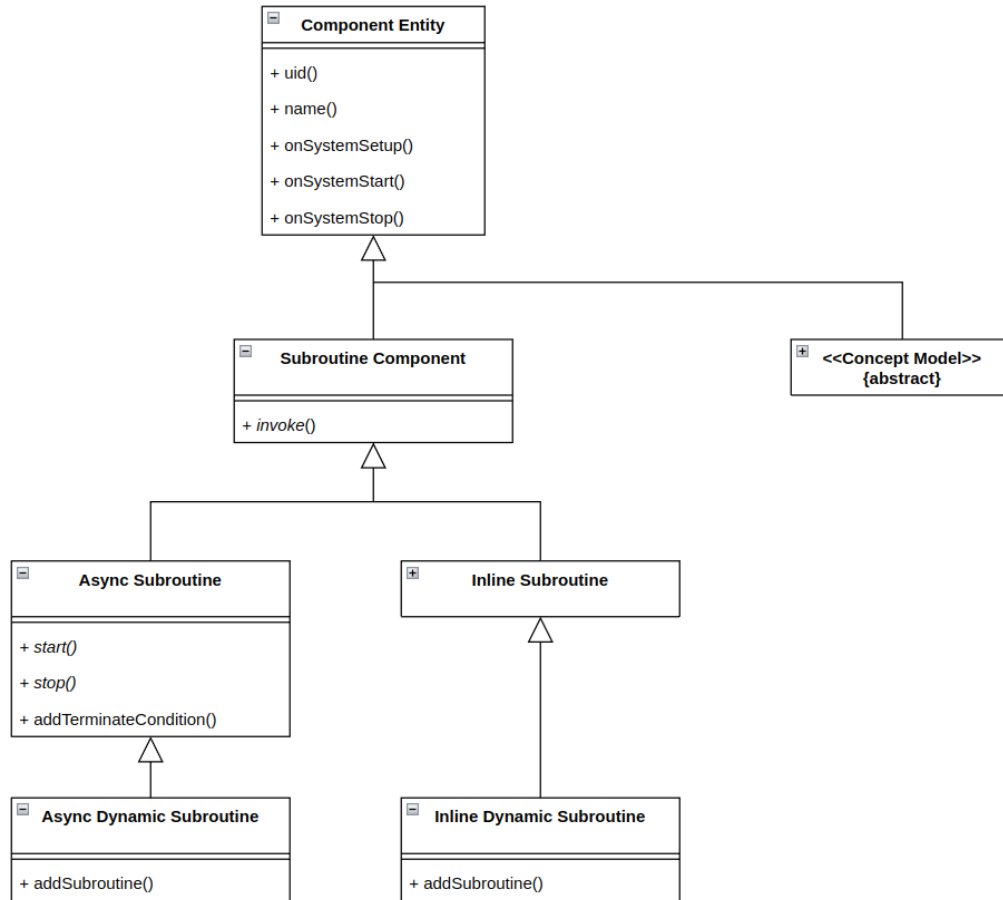 Component Entity
+ uid()
+ name()
+ onSystemSetup()
+ onSystemStart()
+ onSystemStop()
Subroutine Component
+ invoke()
<<Concept Model>>
{abstract}
Async Subroutine
+ start()
+ stop()
+ addTerminateCondition()
Inline Subroutine
Async Dynamic Subroutine
+ addSubroutine()
Inline Dynamic Subroutine
+ addSubroutine()